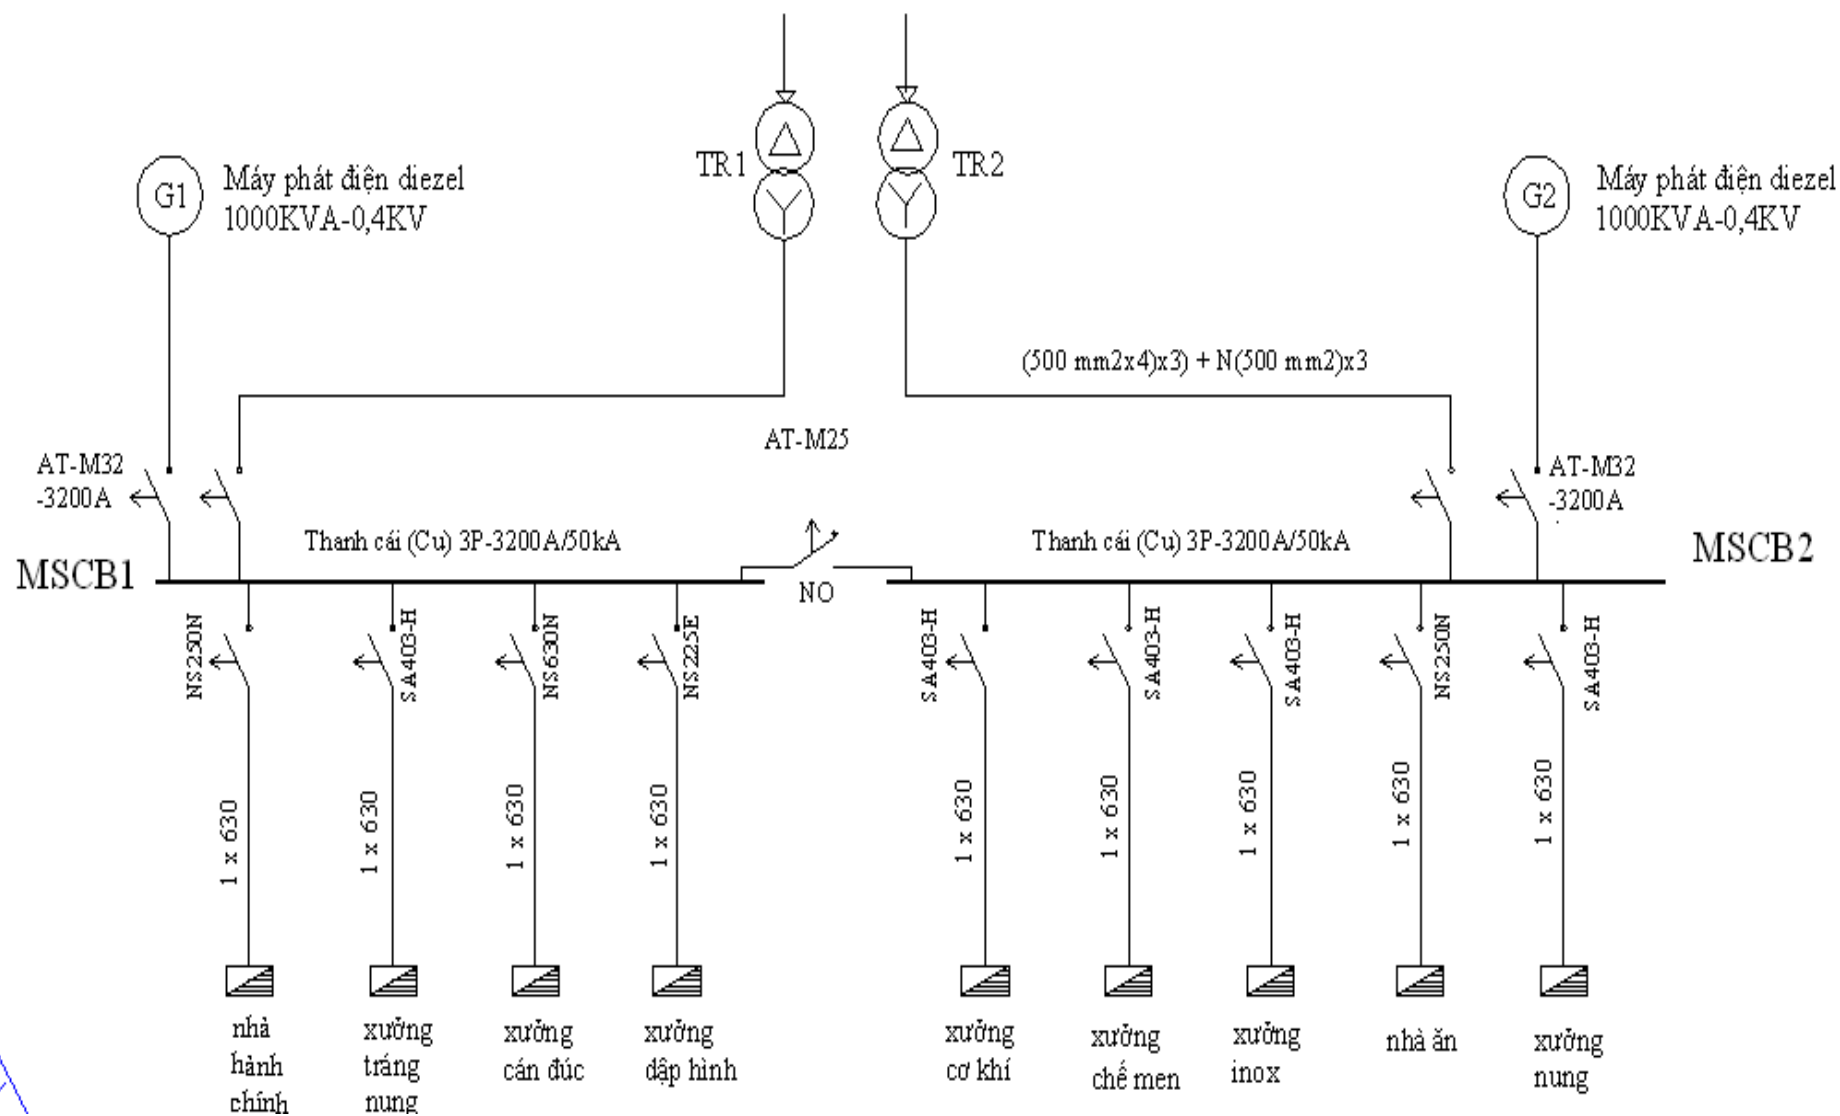 TR1
TR2
G1
Máy phát điện diezel
1000KVA-0,4KV
G2
Máy phát điện diezel
1000KVA-0,4KV
(500 mm2x4)x3) + N(500 mm2)x3
AT-M25
AT-M32
-3200A
AT-M32
-3200A
Thanh cái (Cu) 3P-3200A/50kA
Thanh cái (Cu) 3P-3200A/50kA
MSCB1
MSCB2
NO
NS250N
SA403-H
NS630N
NS225E
SA403-H
SA403-H
SA403-H
NS250N
SA403-H
1 x 630
1 x 630
1 x 630
1 x 630
1 x 630
1 x 630
1 x 630
1 x 630
1 x 630
nhà
hành
chính
xưởng
tráng
nung
xưởng
cán đúc
xưởng
dập hình
xưởng
cơ khí
xưởng
chế men
xưởng
inox
nhà ăn
xưởng
nung